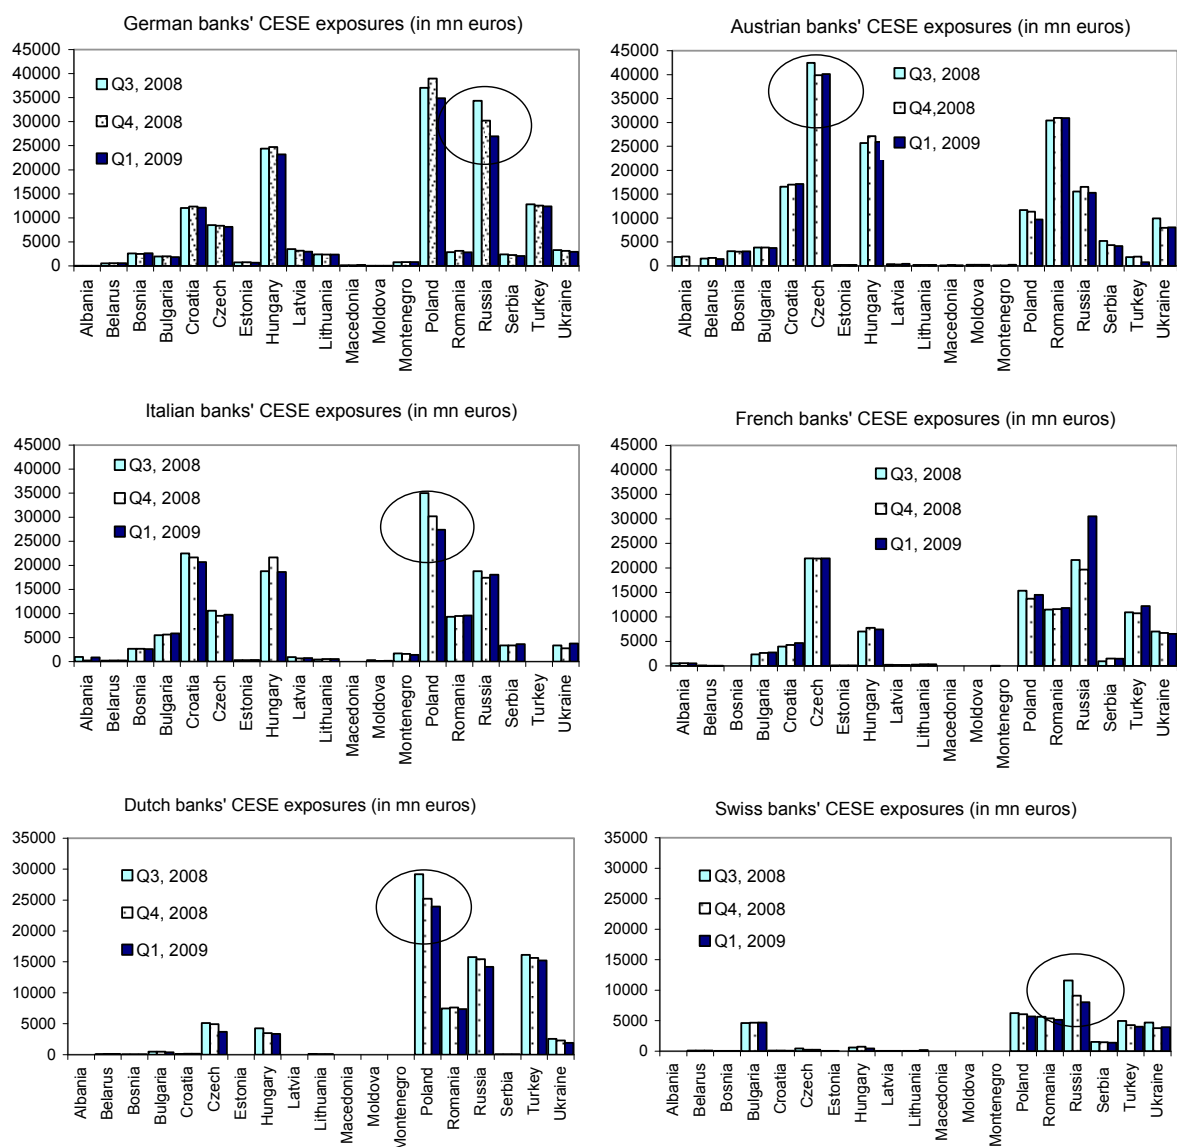 German banks' CESE exposures (in mn euros)
45000
40000
35000
30000
25000
20000
15000
10000
5000
0
Q3, 2008
Q4, 2008
Q1, 2009
Albania
Belarus
Bosnia
Bulgaria
Croatia
Czech
Estonia
Hungary
Latvia
Lithuania
Macedonia
Moldova
Montenegro
Poland
Romania
Russia
Serbia
Turkey
Ukraine
Austrian banks' CESE exposures (in mn euros)
45000
40000
35000
30000
25000
20000
15000
10000
5000
0
Q3, 2008
Q4,2008
Q1, 2009
Albania
Belarus
Bosnia
Bulgaria
Croatia
Czech
Estonia
Hungary
Latvia
Lithuania
Macedonia
Moldova
Montenegro
Poland
Romania
Russia
Serbia
Turkey
Ukraine
Italian banks' CESE exposures (in mn euros)
45000
40000
35000
30000
25000
20000
15000
10000
5000
0
Q3, 2008
Q4, 2008
Q1, 2009
Albania
Belarus
Bosnia
Bulgaria
Croatia
Czech
Estonia
Hungary
Latvia
Lithuania
Macedonia
Moldova
Montenegro
Poland
Romania
Russia
Serbia
Turkey
Ukraine
French banks' CESE exposures (in mn euros)
45000
40000
35000
30000
25000
20000
15000
10000
5000
0
Q3, 2008
Q4, 2008
Q1, 2009
Albania
Belarus
Bosnia
Bulgaria
Croatia
Czech
Estonia
Hungary
Latvia
Lithuania
Macedonia
Moldova
Montenegro
Poland
Romania
Russia
Serbia
Turkey
Ukraine
Dutch banks' CESE exposures (in mn euros)
35000
30000
25000
20000
15000
10000
5000
0
Q3, 2008
Q4, 2008
Q1, 2009
Albania
Belarus
Bosnia
Bulgaria
Croatia
Czech
Estonia
Hungary
Latvia
Lithuania
Macedonia
Moldova
Montenegro
Poland
Romania
Russia
Serbia
Turkey
Ukraine
Swiss banks' CESE exposures (in mn euros)
35000
30000
25000
20000
15000
10000
5000
0
Q3, 2008
Q4, 2008
Q1, 2009
Albania
Belarus
Bosnia
Bulgaria
Croatia
Czech
Estonia
Hungary
Latvia
Lithuania
Macedonia
Moldova
Montenegro
Poland
Romania
Russia
Serbia
Turkey
Ukraine